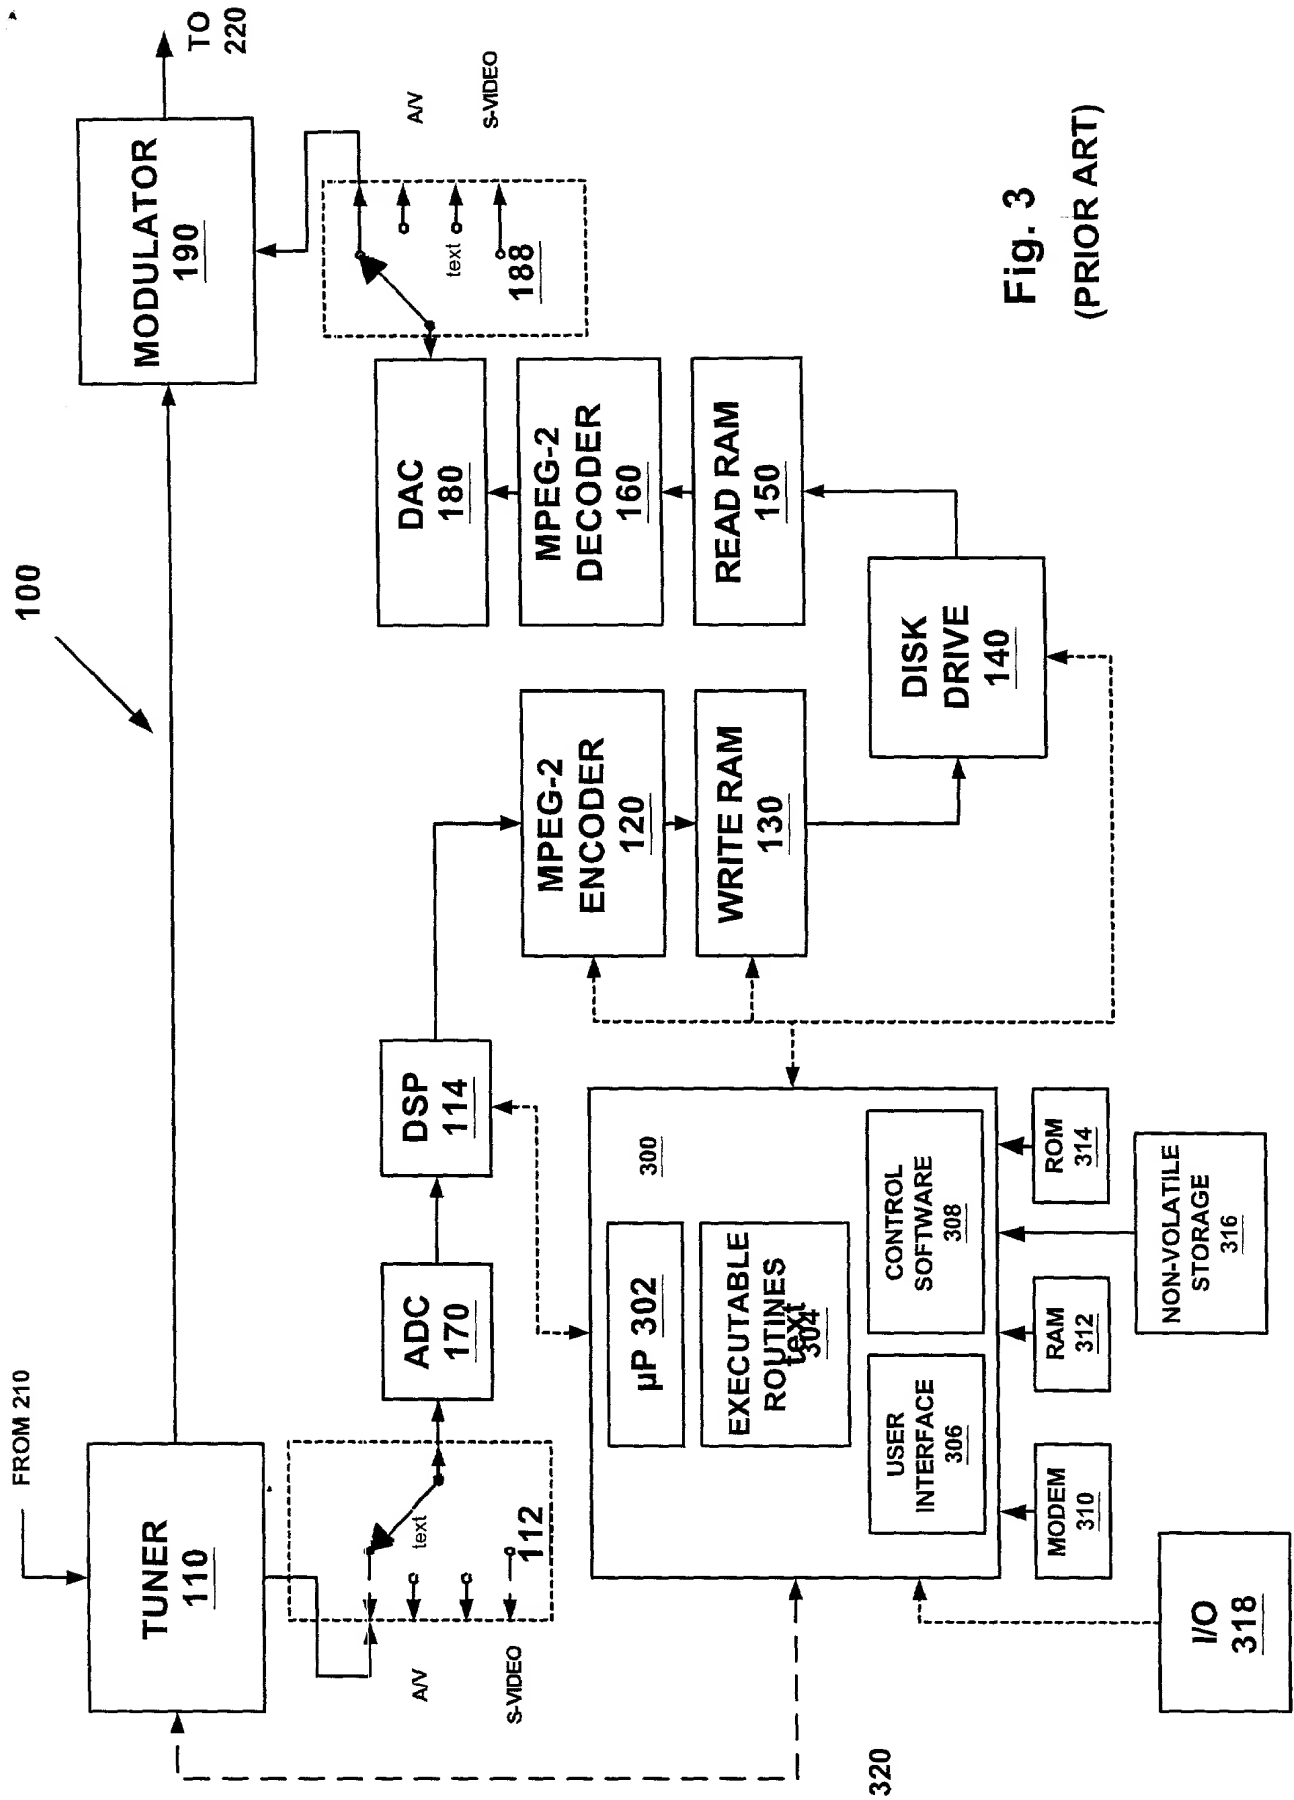 100
FROM 210
TUNER
110
MODULATOR
190
TO
220
A/V
S-VIDEO
text
112
ADC
170
DSP
114
MPEG-2
ENCODER
120
WRITE RAM
130
DISK
DRIVE
140
READ RAM
150
MPEG-2
DECODER
160
DAC
180
text
188
A/V
S-VIDEO
300
µP 302
EXECUTABLE
ROUTINES
304
text
USER
INTERFACE
306
CONTROL
SOFTWARE
308
MODEM
310
RAM
312
ROM
314
NON-VOLATILE
STORAGE
316
I/O
318
320
Fig. 3
(PRIOR ART)